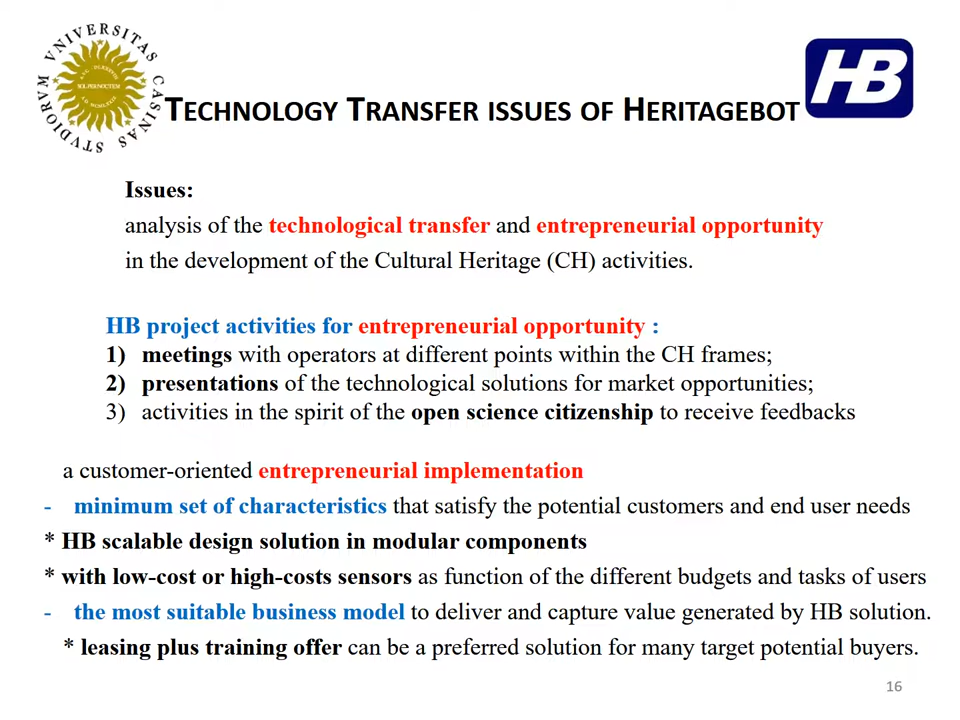 VNIVERSITAS CASINAS STVDIORVM
SOL PER NOCTEM
HB
TECHNOLOGY TRANSFER ISSUES OF HERITAGEBOT
Issues:
analysis of the technological transfer and entrepreneurial opportunity
in the development of the Cultural Heritage (CH) activities.
HB project activities for entrepreneurial opportunity :
1) meetings with operators at different points within the CH frames;
2) presentations of the technological solutions for market opportunities;
3) activities in the spirit of the open science citizenship to receive feedbacks
a customer-oriented entrepreneurial implementation
- minimum set of characteristics that satisfy the potential customers and end user needs
* HB scalable design solution in modular components
* with low-cost or high-costs sensors as function of the different budgets and tasks of users
- the most suitable business model to deliver and capture value generated by HB solution.
* leasing plus training offer can be a preferred solution for many target potential buyers.
16